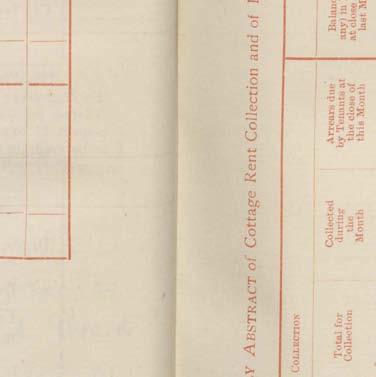 Y ABSTRACT of Cottage Rent Collection and of
COLLECTION
Total for
Collection
Collected
during
the
Month
Arrears due
by Tenants at
the close of
this Month
Balanc
any) in
at close
last M